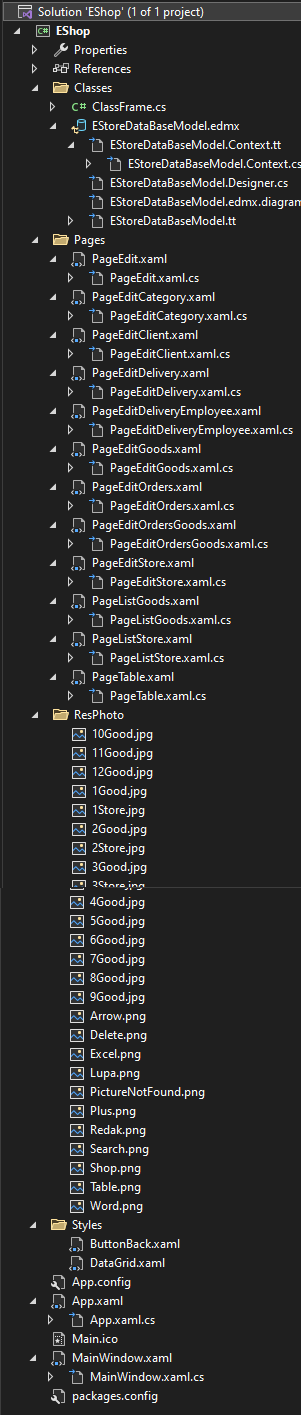 Solution 'EShop' (1 of 1 project)
EShop
Properties
References
Classes
C# ClassFrame.cs
EStoreDataBaseModel.edmx
EStoreDataBaseModel.Context.tt
EStoreDataBaseModel.Context.cs
EStoreDataBaseModel.Designer.cs
EStoreDataBaseModel.edmx.diagram
EStoreDataBaseModel.tt
Pages
PageEdit.xaml
PageEdit.xaml.cs
PageEditCategory.xaml
PageEditCategory.xaml.cs
PageEditClient.xaml
PageEditClient.xaml.cs
PageEditDelivery.xaml
PageEditDelivery.xaml.cs
PageEditDeliveryEmployee.xaml
PageEditDeliveryEmployee.xaml.cs
PageEditGoods.xaml
PageEditGoods.xaml.cs
PageEditOrders.xaml
PageEditOrders.xaml.cs
PageEditOrdersGoods.xaml
PageEditOrdersGoods.xaml.cs
PageEditStore.xaml
PageEditStore.xaml.cs
PageListGoods.xaml
PageListGoods.xaml.cs
PageListStore.xaml
PageListStore.xaml.cs
PageTable.xaml
PageTable.xaml.cs
ResPhoto
10Good.jpg
11Good.jpg
12Good.jpg
1Good.jpg
1Store.jpg
2Good.jpg
2Store.jpg
3Good.jpg
3Store.jpg
4Good.jpg
5Good.jpg
6Good.jpg
7Good.jpg
8Good.jpg
9Good.jpg
Arrow.png
Delete.png
Excel.png
Lupa.png
PictureNotFound.png
Plus.png
Redak.png
Search.png
Shop.png
Table.png
Word.png
Styles
ButtonBack.xaml
DataGrid.xaml
App.config
App.xaml
App.xaml.cs
Main.ico
MainWindow.xaml
MainWindow.xaml.cs
packages.config